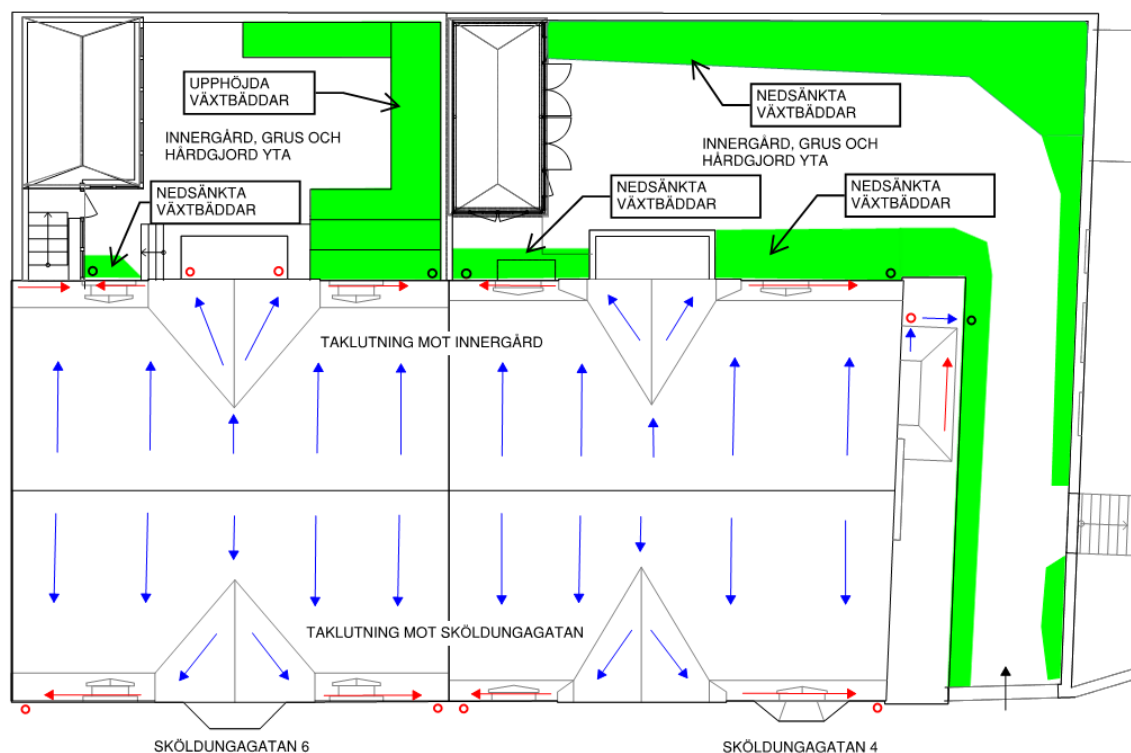 UPPHÖJDA
VÄXTBÄDDAR
NEDSÄNKTA
VÄXTBÄDDAR
INNERGÅRD, GRUS OCH
HÅRDGJORD YTA
INNERGÅRD, GRUS OCH
HÅRDGJORD YTA
NEDSÄNKTA
VÄXTBÄDDAR
NEDSÄNKTA
VÄXTBÄDDAR
NEDSÄNKTA
VÄXTBÄDDAR
TAKLUTNING MOT INNERGÅRD
TAKLUTNING MOT SKÖLDUNGAGATAN
SKÖLDUNGAGATAN 6
SKÖLDUNGAGATAN 4